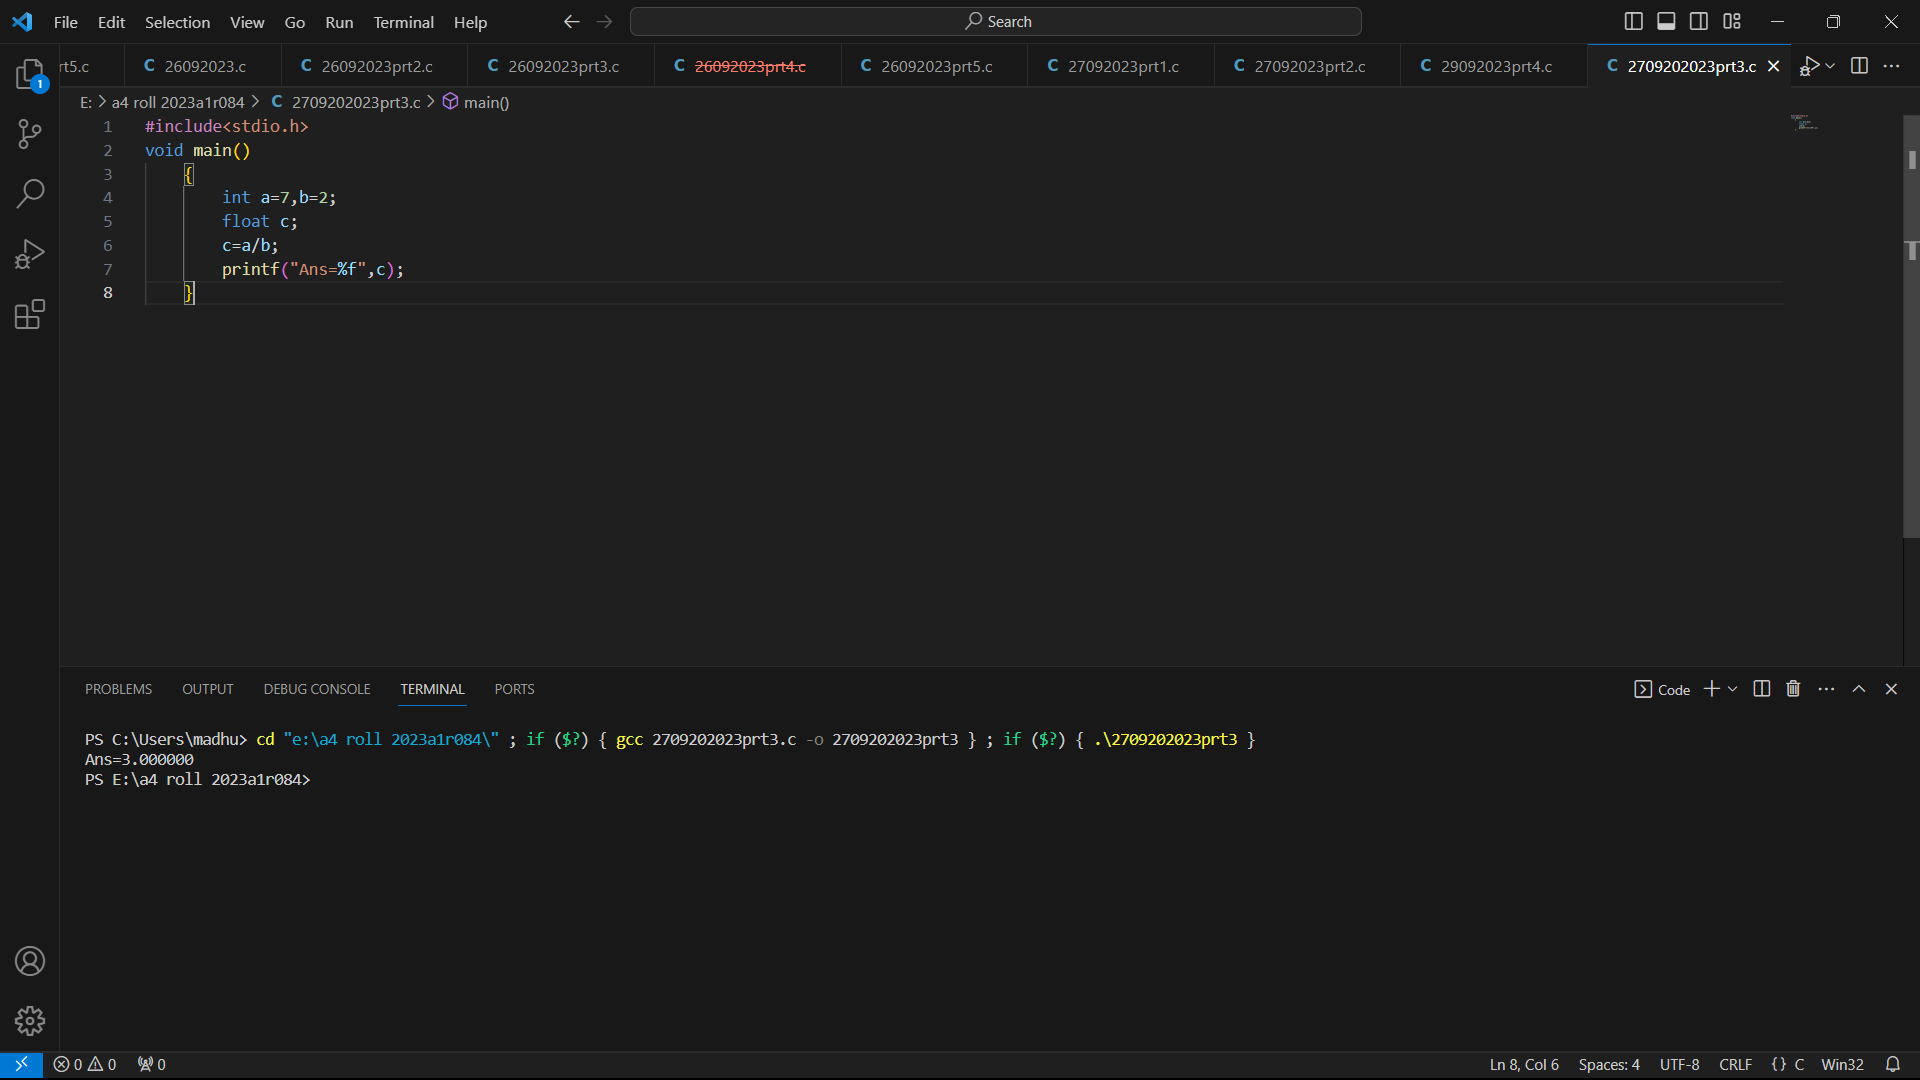 File Edit Selection View Go Run Terminal Help
Search
rt5.c C 26092023.c C 26092023prt2.c C 26092023prt3.c C 26092023prt4.c C 26092023prt5.c C 27092023prt1.c C 27092023prt2.c C 29092023prt4.c C 2709202023prt3.c
1
E: > a4 roll 2023a1r084 > C 2709202023prt3.c > main()
1 #include<stdio.h>
2 void main()
3 {
4 int a=7,b=2;
5 float c;
6 c=a/b;
7 printf("Ans=%f",c);
8 }
PROBLEMS OUTPUT DEBUG CONSOLE TERMINAL PORTS
Code
PS C:\Users\madhu> cd "e:\a4 roll 2023a1r084\" ; if ($?) { gcc 2709202023prt3.c -o 2709202023prt3 } ; if ($?) { .\2709202023prt3 }
Ans=3.000000
PS E:\a4 roll 2023a1r084>
0 0 0 Ln 8, Col 6 Spaces: 4 UTF-8 CRLF {} C Win32